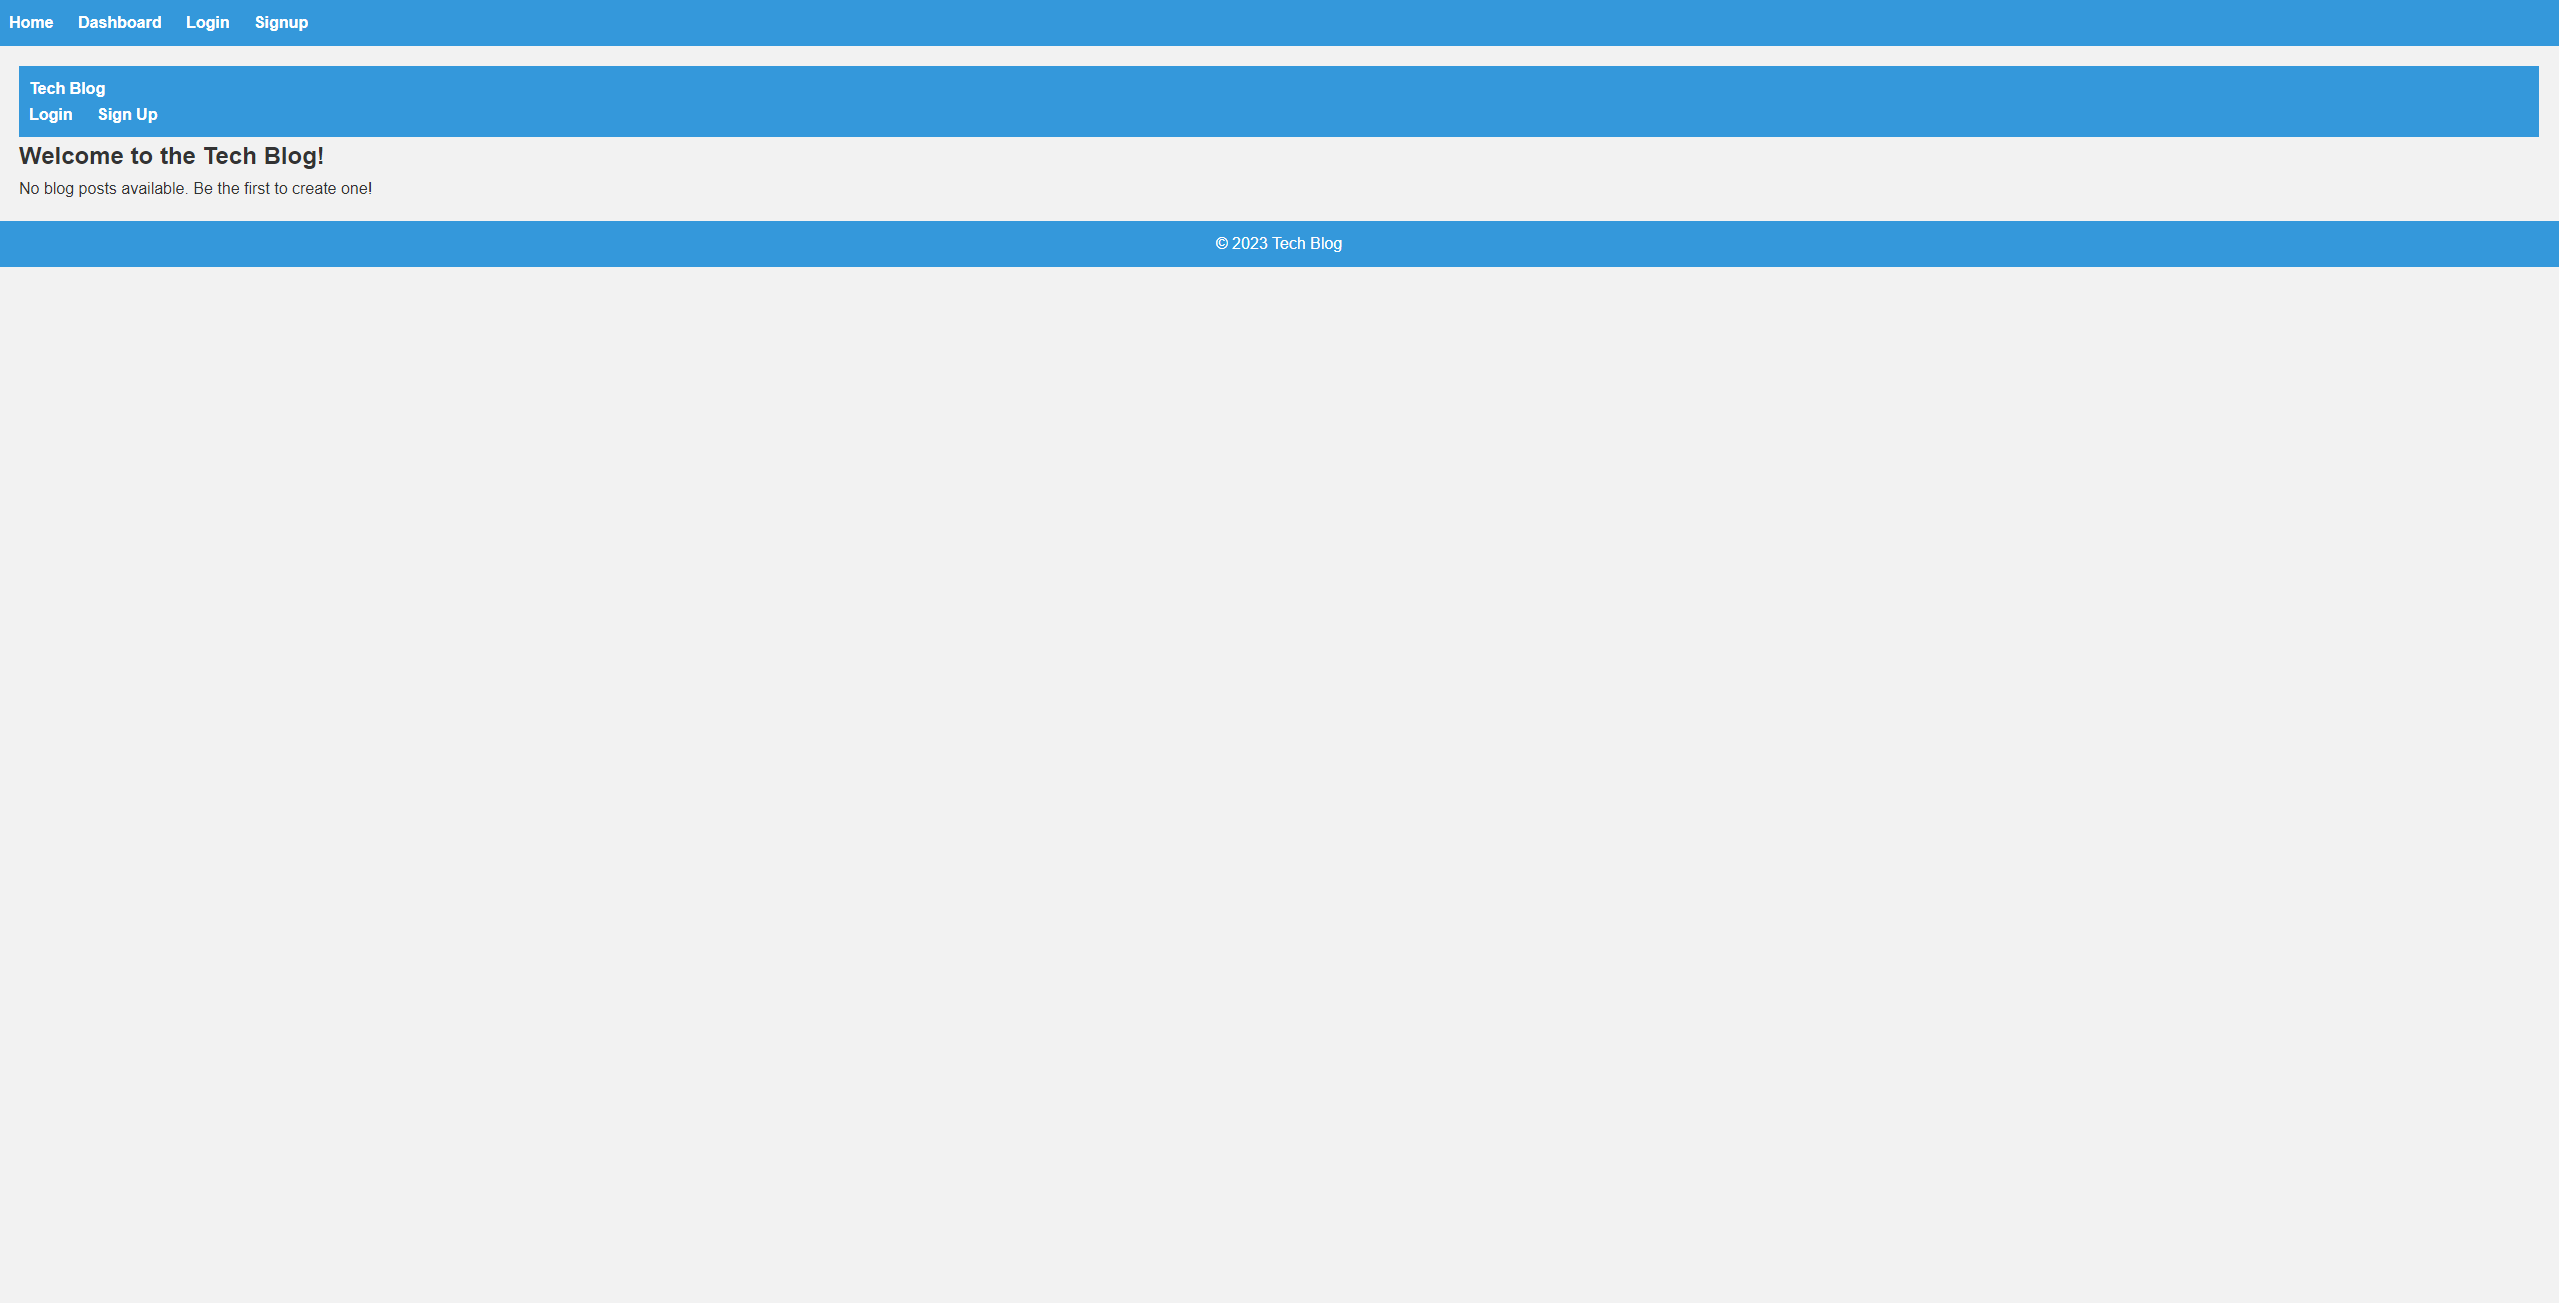 Home Dashboard Login Signup
Tech Blog
Login Sign Up
Welcome to the Tech Blog!
No blog posts available. Be the first to create one!
© 2023 Tech Blog